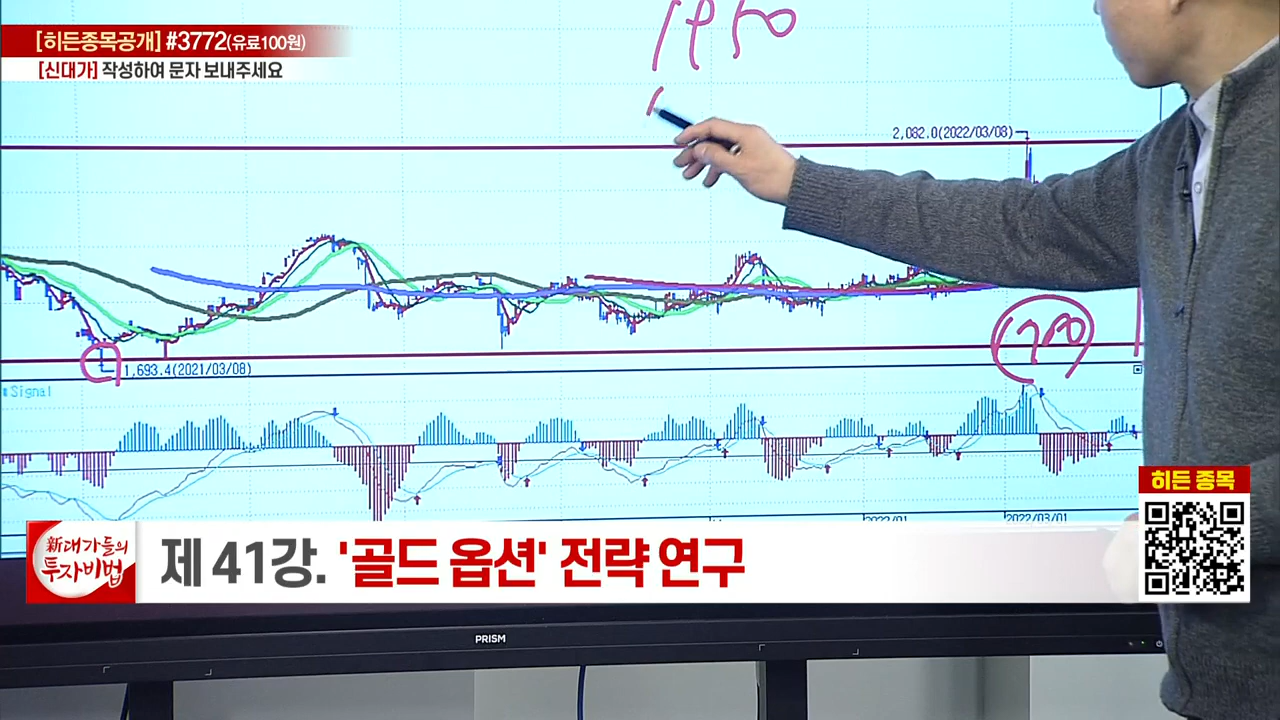 [히든종목공개] #3772(유료100원)
[신대가] 작성하여 문자 보내주세요
1950
2,082.0(2022/03/08)
1780
1,693.4(2021/03/08)
Signal
2022/01
2022/03/01
히든 종목
新대가들의
투자비법
제 41강. '골드 옵션' 전략 연구
PRISM